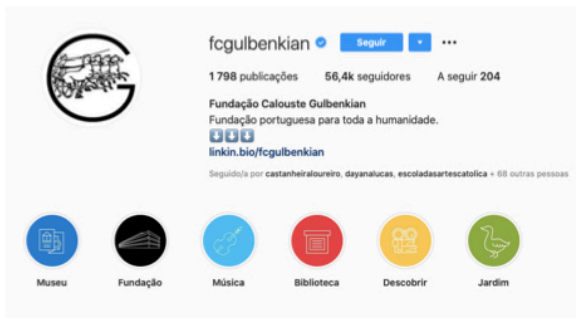 fcgulbenkian Seguir
1 798 publicações 56,4k seguidores A seguir 204
Fundação Calouste Gulbenkian
Fundação portuguesa para toda a humanidade.
linkin.bio/fcgulbenkian
Seguido/a por castanheiraloureiro, dayanalucas, escoladasartescatolica + 68 outras pessoas
Museu Fundação Música Biblioteca Descobrir Jardim